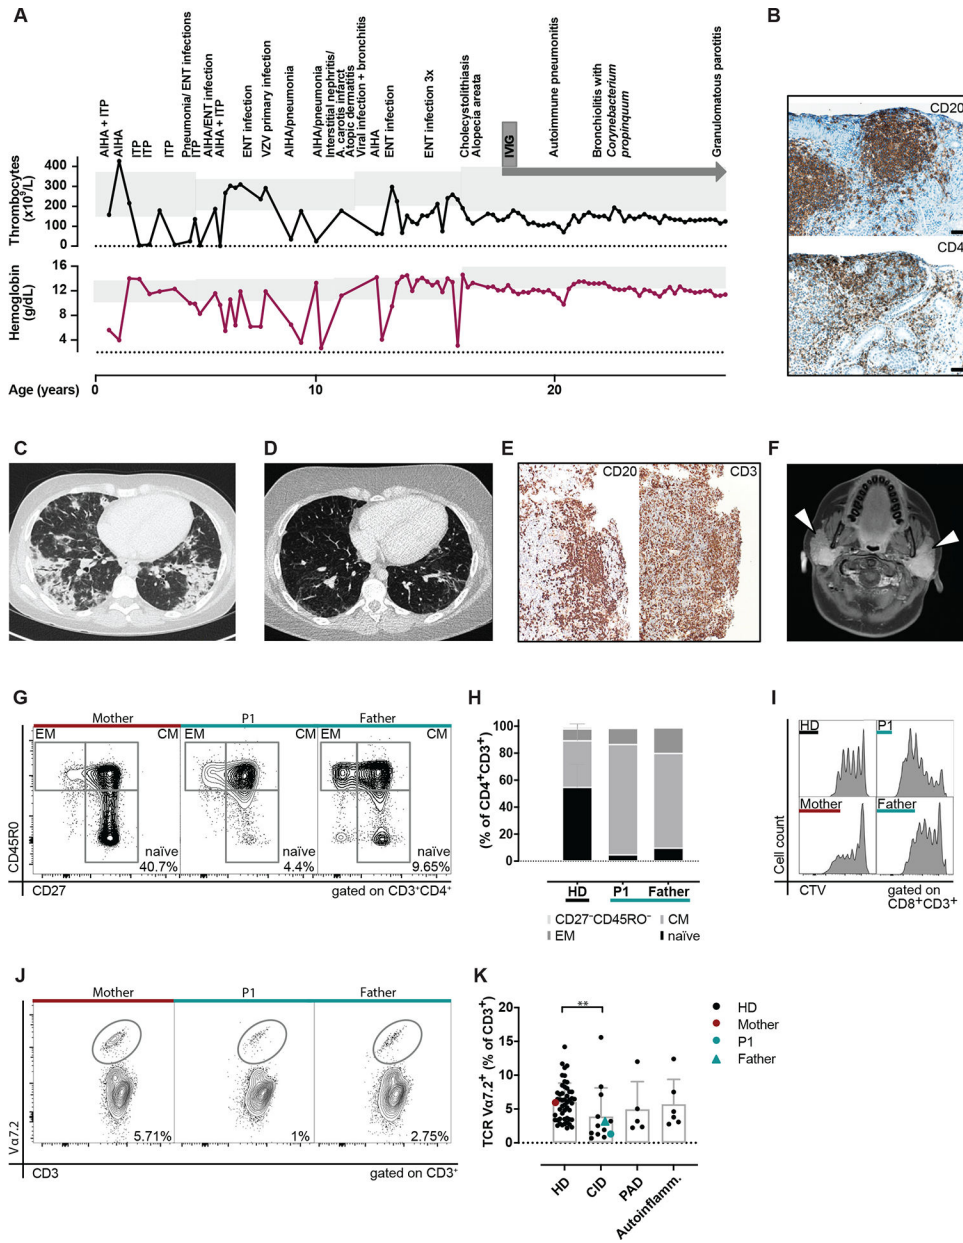 A
AIHA + ITP
AIHA
ITP
ITP
ITP
Pneumonia/ ENT infections
ITP
AIHA/ENT infection
AIHA + ITP
ENT infection
VZV primary infection
AIHA/pneumonia
AIHA/pneumonia
Interstitial nephritis/
A. carotis infarct
Atopic dermatitis
Viral infection + bronchitis
AIHA
ENT infection
ENT infection 3x
Cholecystolithiasis
Alopecia areata
IVIG
Autoimmune pneumonitis
Bronchiolitis with
Corynebacterium
propinquum
Granulomatous parotitis
Thrombocytes
(x10⁹/L)
400
300
200
100
0
Hemoglobin
(g/dL)
16
12
8
4
Age (years)
0
10
20
B
CD20
CD4
C
D
E
CD20
CD3
F
G
Mother
P1
Father
EM
CM
EM
CM
EM
CM
naïve
40.7%
naïve
4.4%
naïve
9.65%
CD45R0
CD27
gated on CD3⁺CD4⁺
H
(% of CD4⁺CD3⁺)
100
80
60
40
20
0
HD
P1
Father
CD27⁻CD45RO⁻
CM
EM
naïve
I
HD
P1
Mother
Father
Cell count
CTV
gated on
CD8⁺CD3⁺
J
Mother
P1
Father
5.71%
1%
2.75%
Vα7.2
CD3
gated on CD3⁺
K
TCR Vα7.2⁺ (% of CD3⁺)
20
15
10
5
0
**
HD
CID
PAD
Autoinflamm.
HD
Mother
P1
Father